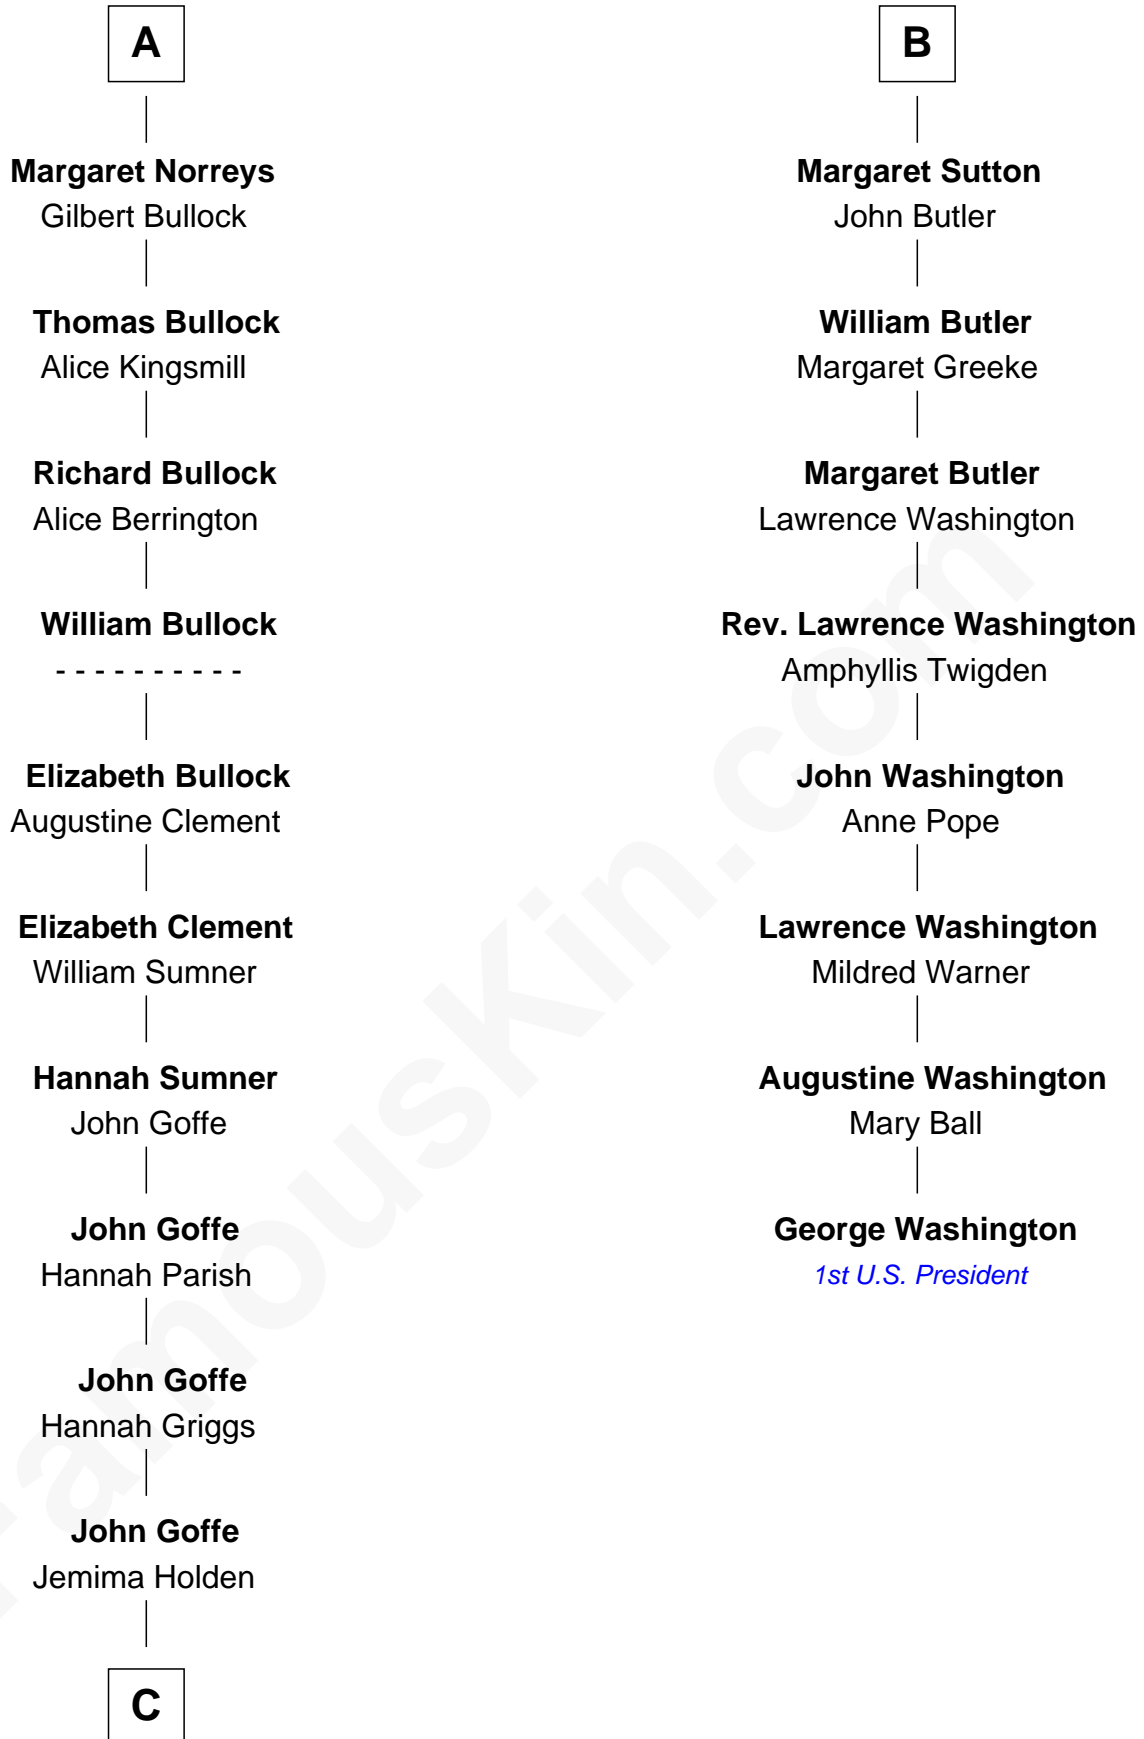 A
Margaret Norreys
Gilbert Bullock
Thomas Bullock
Alice Kingsmill
Richard Bullock
Alice Berrington
William Bullock
- - - - - - - - - -
Elizabeth Bullock
Augustine Clement
Elizabeth Clement
William Sumner
Hannah Sumner
John Goffe
John Goffe
Hannah Parish
John Goffe
Hannah Griggs
John Goffe
Jemima Holden
C
B
Margaret Sutton
John Butler
William Butler
Margaret Greeke
Margaret Butler
Lawrence Washington
Rev. Lawrence Washington
Amphyllis Twigden
John Washington
Anne Pope
Lawrence Washington
Mildred Warner
Augustine Washington
Mary Ball
George Washington
1st U.S. President
FamousKin.com